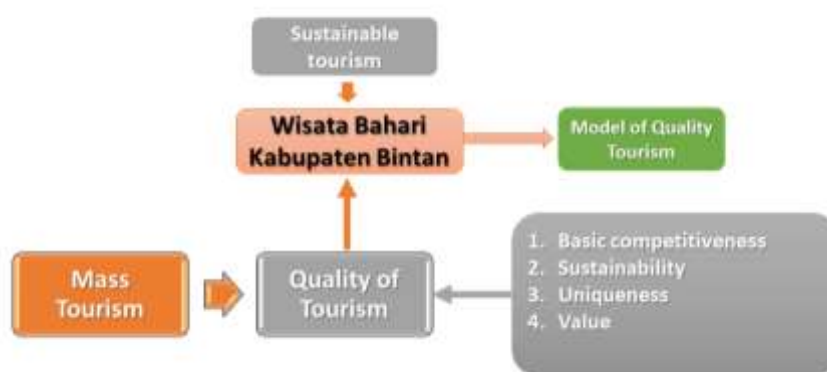 Sustainable
tourism
Wisata Bahari
Kabupaten Bintan
Model of Quality
Tourism
Mass
Tourism
Quality of
Tourism
1. Basic competitiveness
2. Sustainability
3. Uniqueness
4. Value